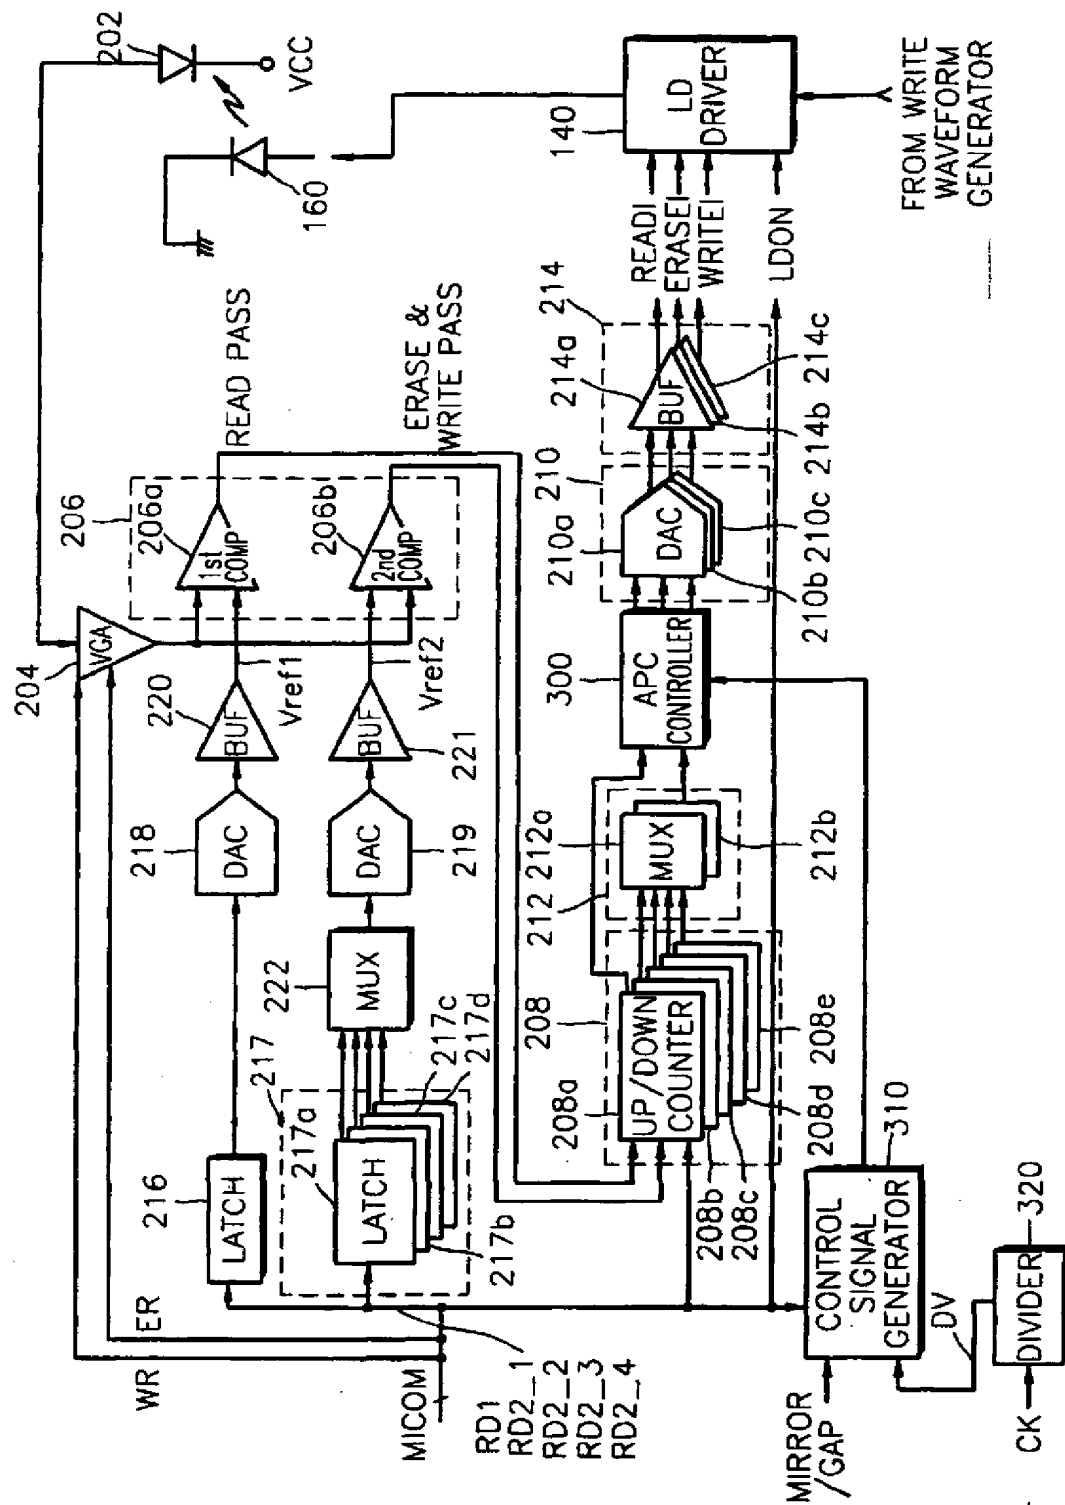 202
VCC
160
140
LD
DRIVER
FROM WRITE
WAVEFORM
GENERATOR
READI
ERASEI
WRITEI
LDON
READ PASS
ERASE &
WRITE PASS
206
206a
1st
COMP
206b
2nd
COMP
204
VGA
220
BUF
Vref1
BUF
221
Vref2
218
DAC
DAC
219
222
MUX
216
LATCH
217
217a
LATCH
217b
217c
217d
WR
ER
MICOM
RD1
RD2_1
RD2_2
RD2_3
RD2_4
214
214a
BUF
214b
214c
210
210a
DAC
210b
210c
300
APC
CONTROLLER
212
212a
MUX
212b
208
208a
UP/DOWN
COUNTER
208b
208c
208d
208e
310
CONTROL
SIGNAL
GENERATOR
MIRROR
/GAP
DV
320
DIVIDER
CK